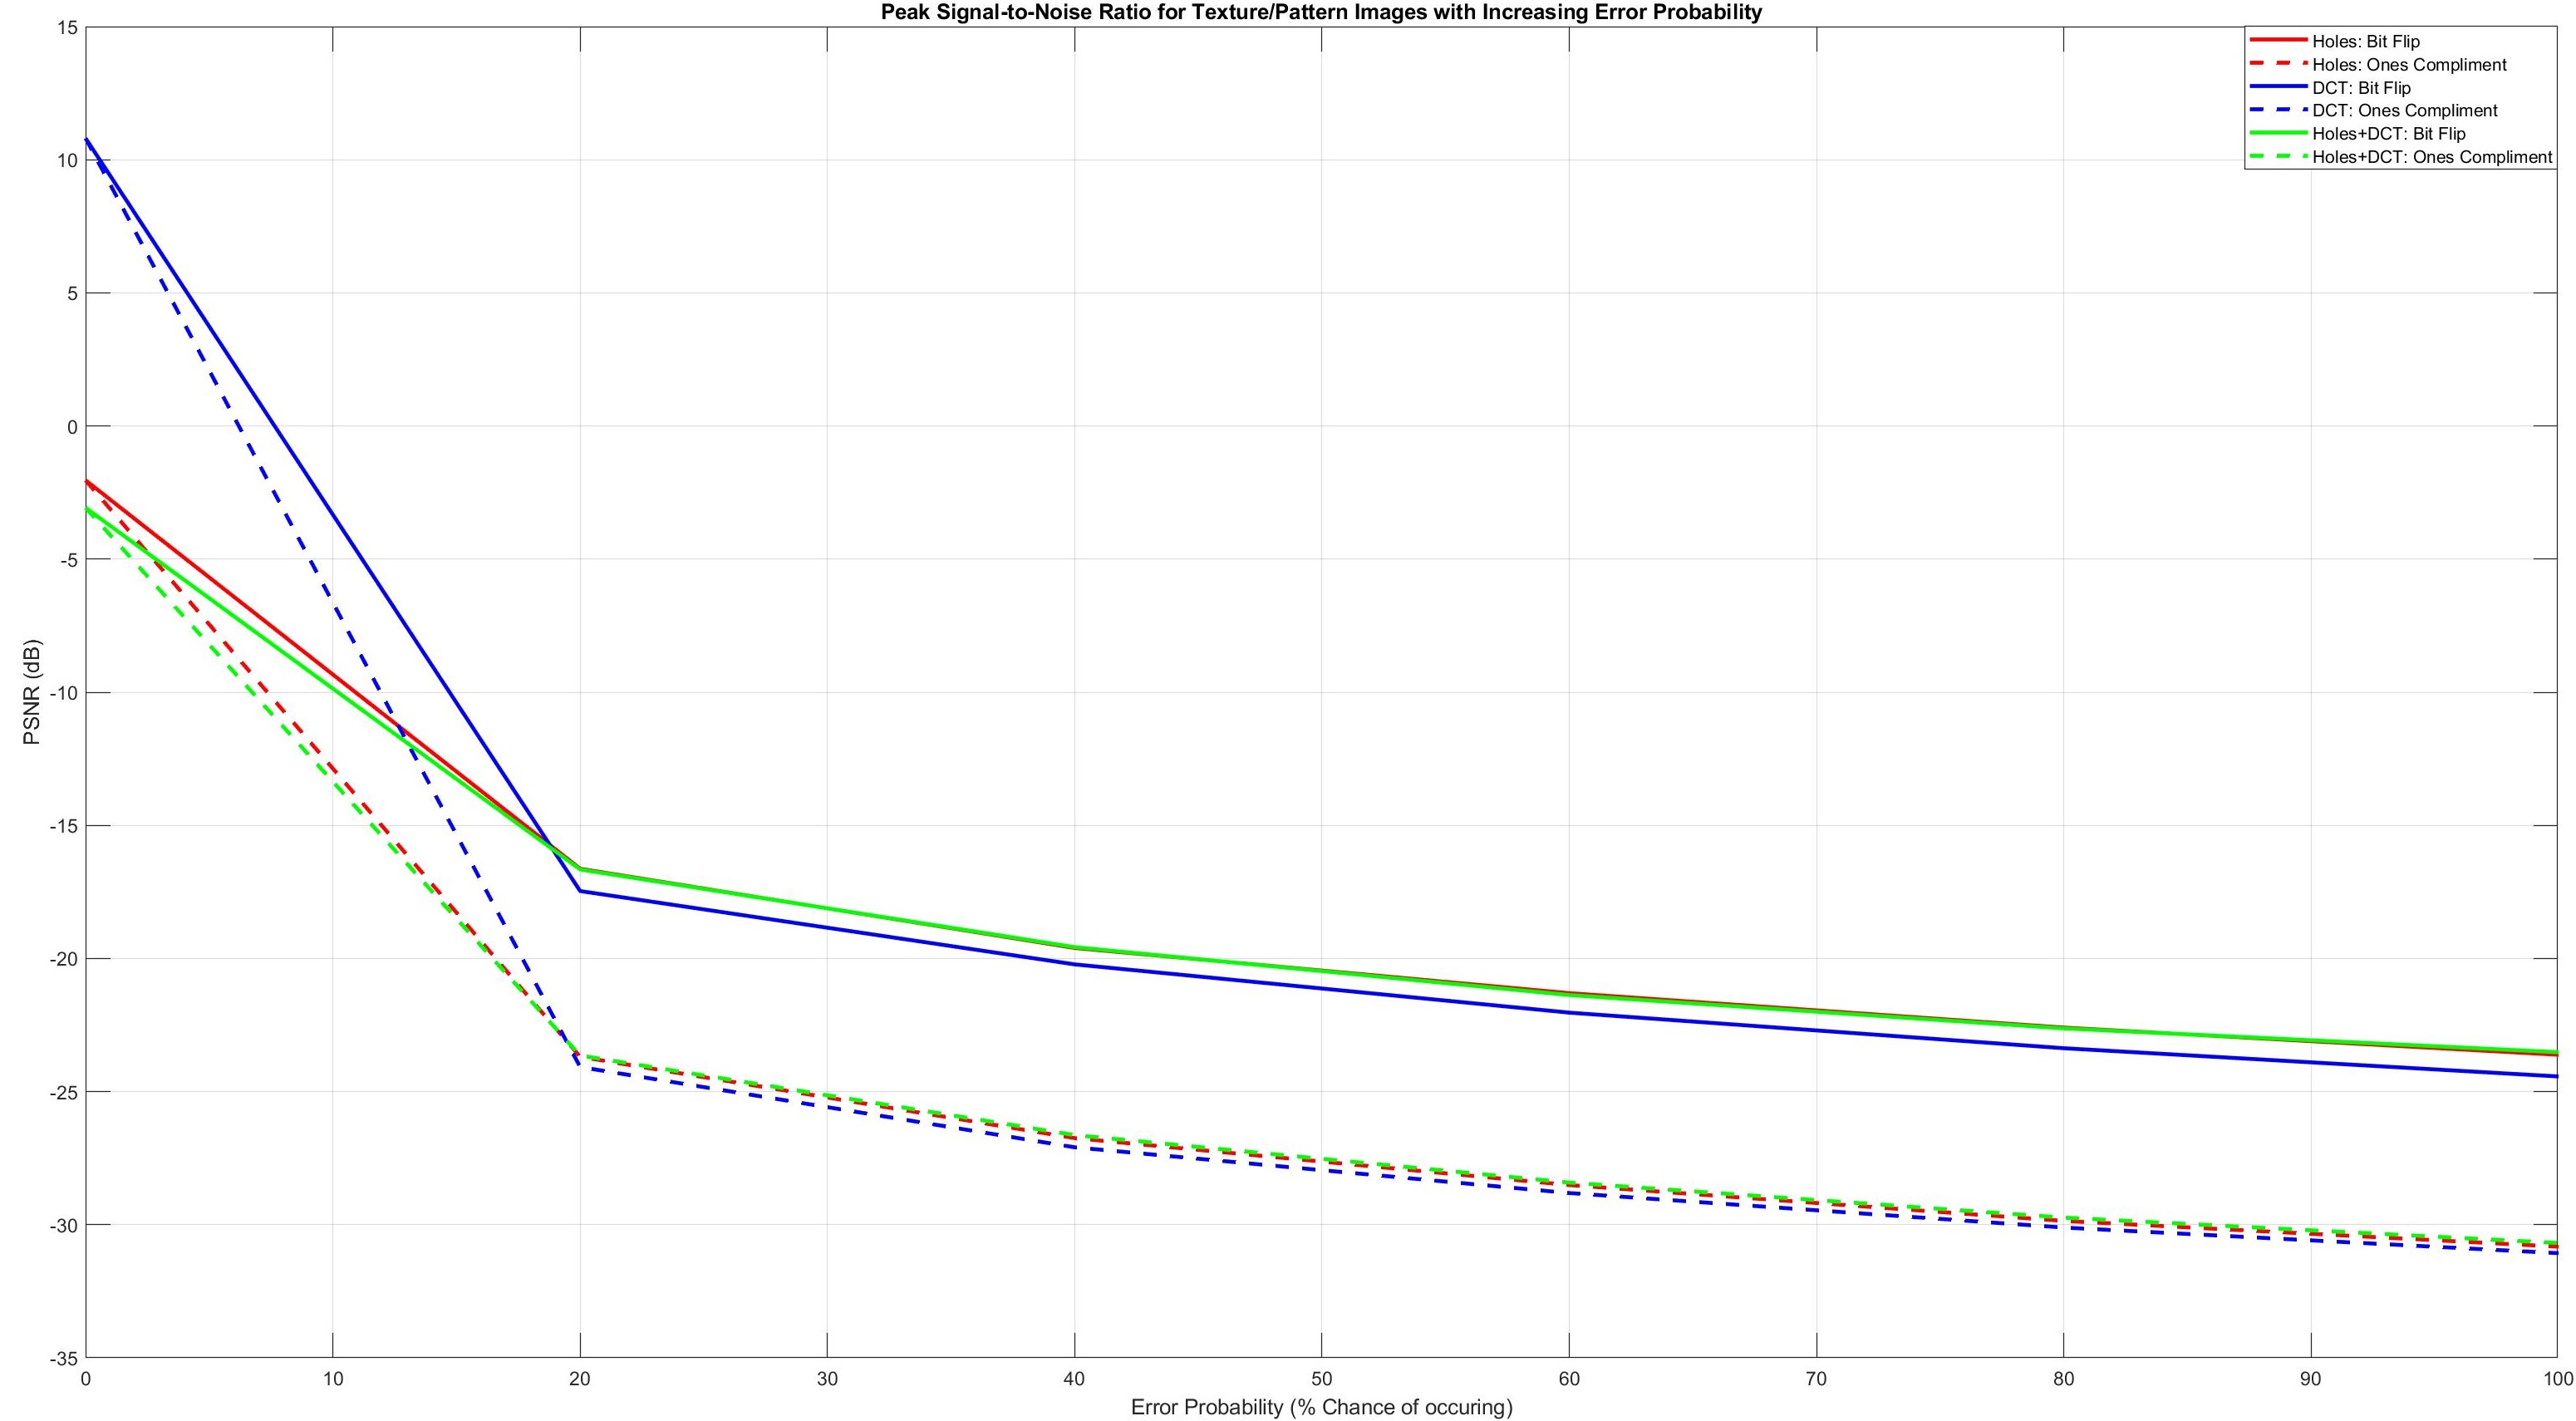 Peak Signal-to-Noise Ratio for Texture/Pattern Images with Increasing Error Probability
Holes: Bit Flip
Holes: Ones Compliment
DCT: Bit Flip
DCT: Ones Compliment
Holes+DCT: Bit Flip
Holes+DCT: Ones Compliment
15
10
5
0
-5
-10
-15
-20
-25
-30
-35
PSNR (dB)
0 10 20 30 40 50 60 70 80 90 100
Error Probability (% Chance of occuring)